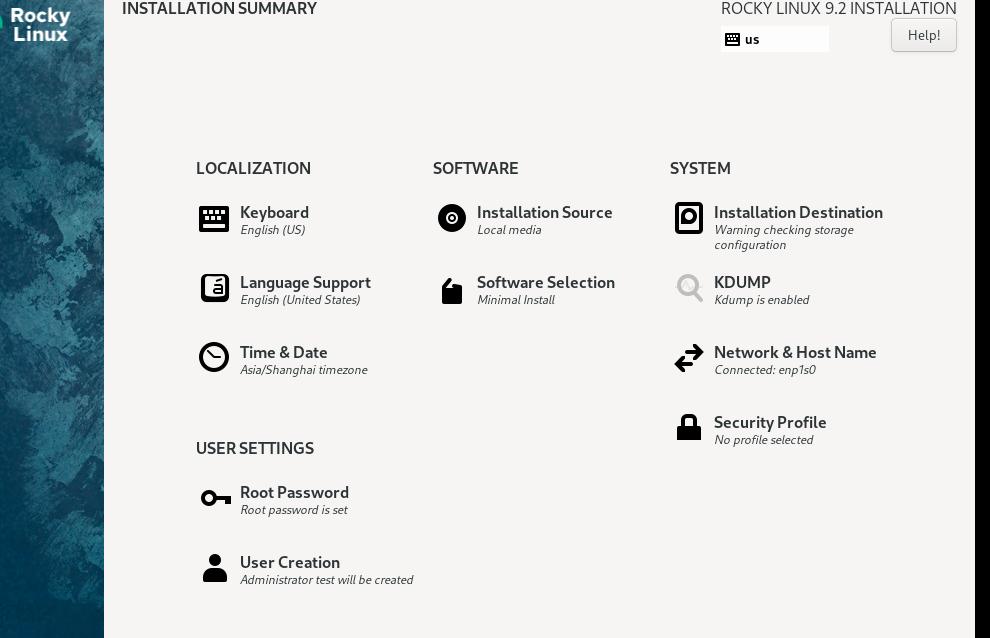 Rocky
Linux
INSTALLATION SUMMARY
ROCKY LINUX 9.2 INSTALLATION
us
Help!
LOCALIZATION
Keyboard
English (US)
Language Support
English (United States)
Time & Date
Asia/Shanghai timezone
SOFTWARE
Installation Source
Local media
Software Selection
Minimal Install
SYSTEM
Installation Destination
Warning checking storage
configuration
KDUMP
Kdump is enabled
Network & Host Name
Connected: enp1s0
Security Profile
No profile selected
USER SETTINGS
Root Password
Root password is set
User Creation
Administrator test will be created